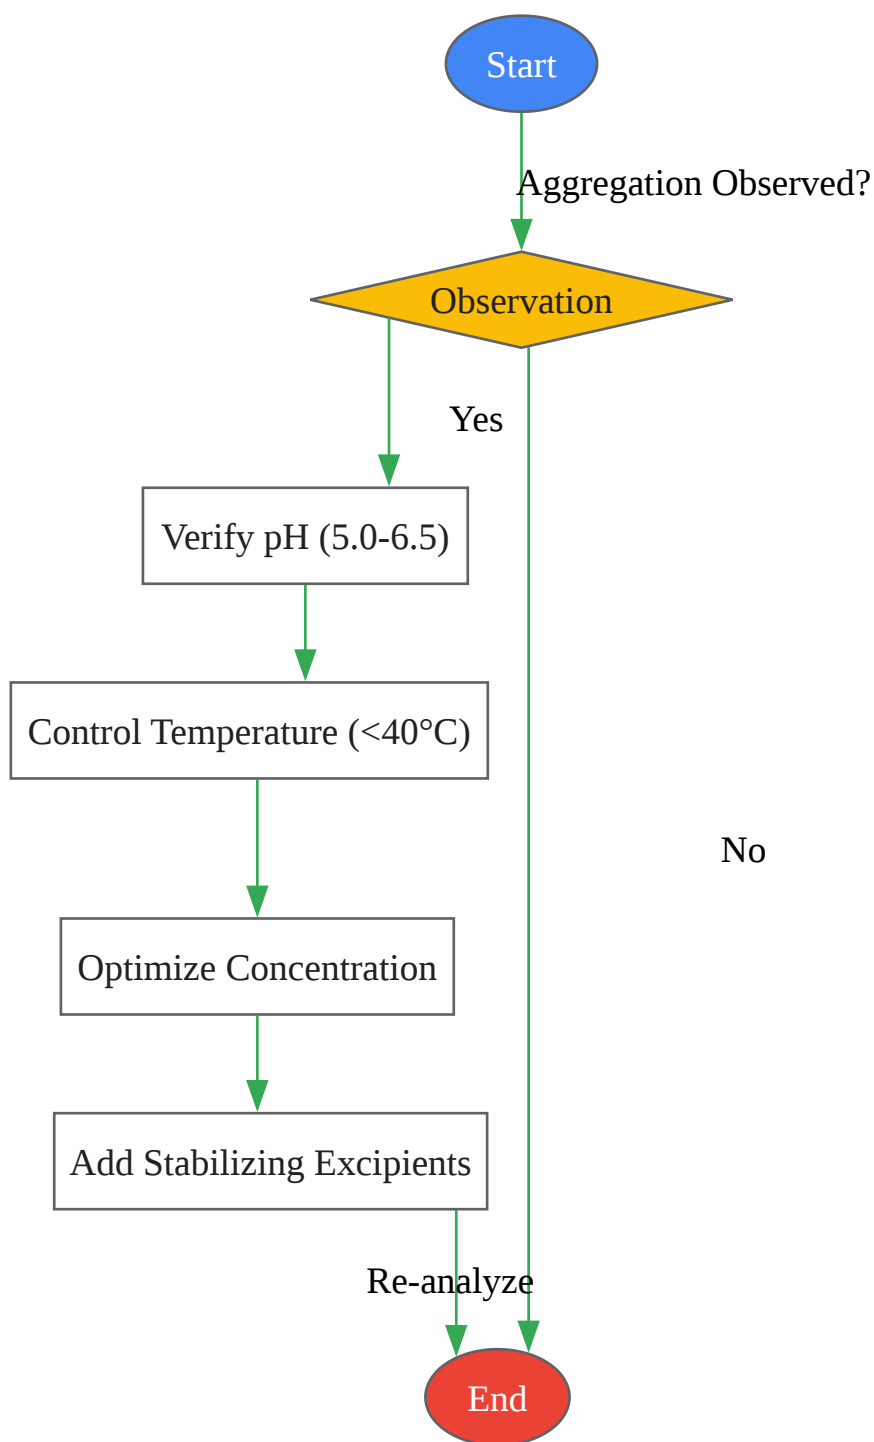 Start
Aggregation Observed?
Observation
Yes
Verify pH (5.0-6.5)
Control Temperature (<40°C)
No
Optimize Concentration
Add Stabilizing Excipients
Re-analyze
End